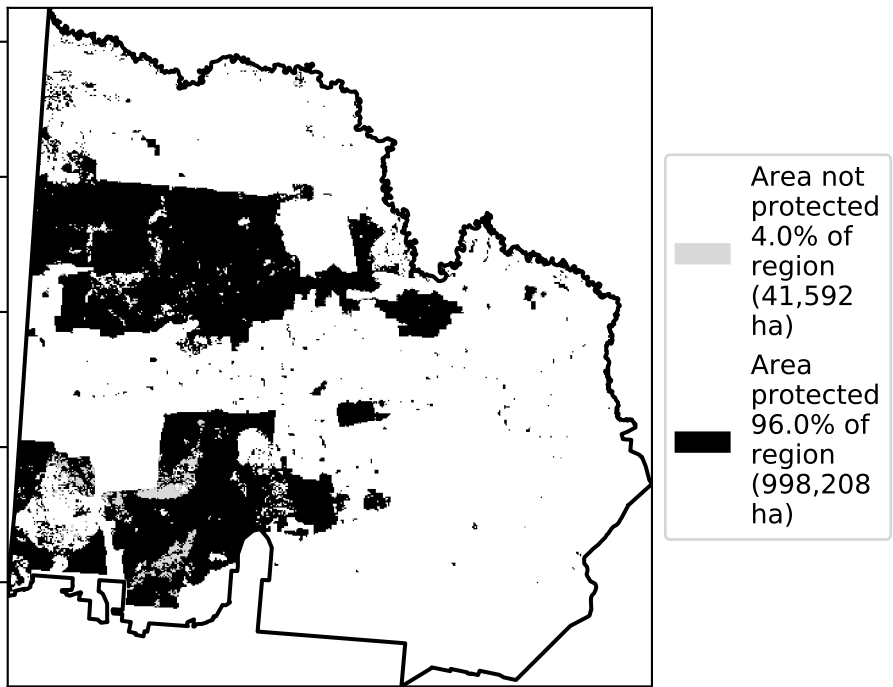 Area not
protected
4.0% of
region
(41,592
ha)
Area
protected
96.0% of
region
(998,208
ha)